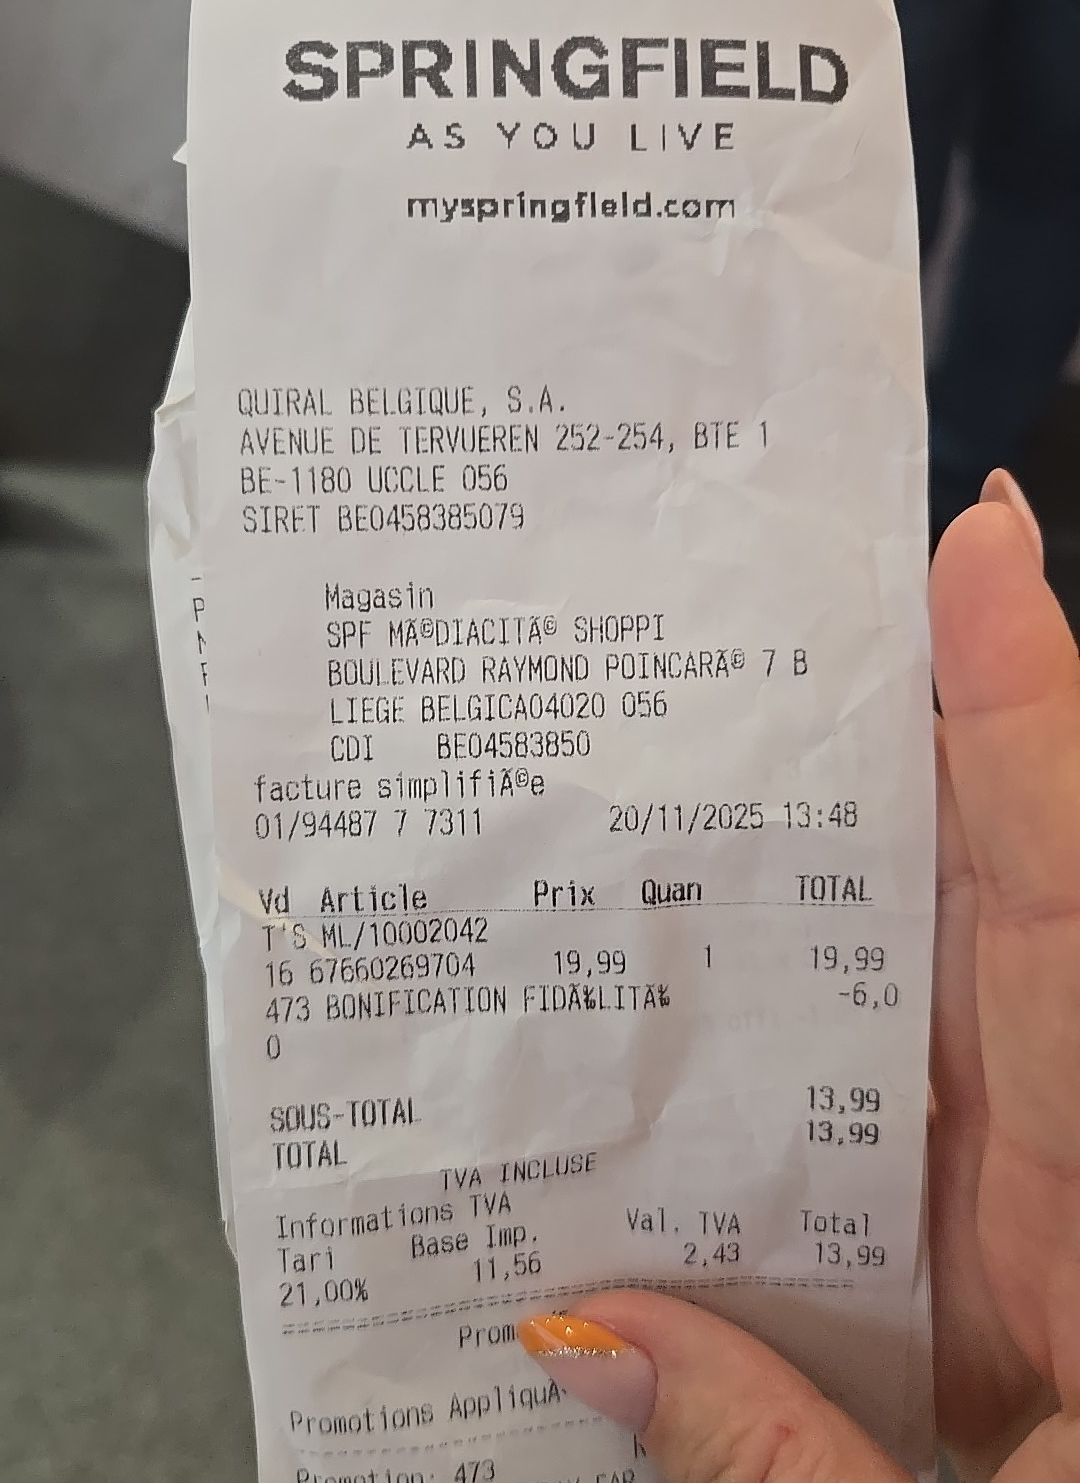 SPRINGFIELD
AS YOU LIVE
myspringfield.com
QUIRAL BELGIQUE, S.A.
AVENUE DE TERVUEREN 252-254, BTE 1
BE-1180 UCCLE 056
SIRET BE0458385079
Magasin
SPF MÃ©DIACITÃ© SHOPPI
BOULEVARD RAYMOND POINCARÃ© 7 B
LIEGE BELGICA04020 056
CDI BE04583850
facture simplifiÃ©e
01/94487 7 7311 20/11/2025 13:48
Vd Article Prix Quan TOTAL
T'S ML/10002042
16 67660269704 19,99 1 19,99
473 BONIFICATION FIDÃ‰LITÃ‰ -6,0
0
SOUS-TOTAL 13,99
TOTAL 13,99
TVA INCLUSE
Informations TVA
Tari Base Imp. Val. TVA Total
21,00% 11,56 2,43 13,99
Prom
Promotions AppliquÃ
Promotion: 473